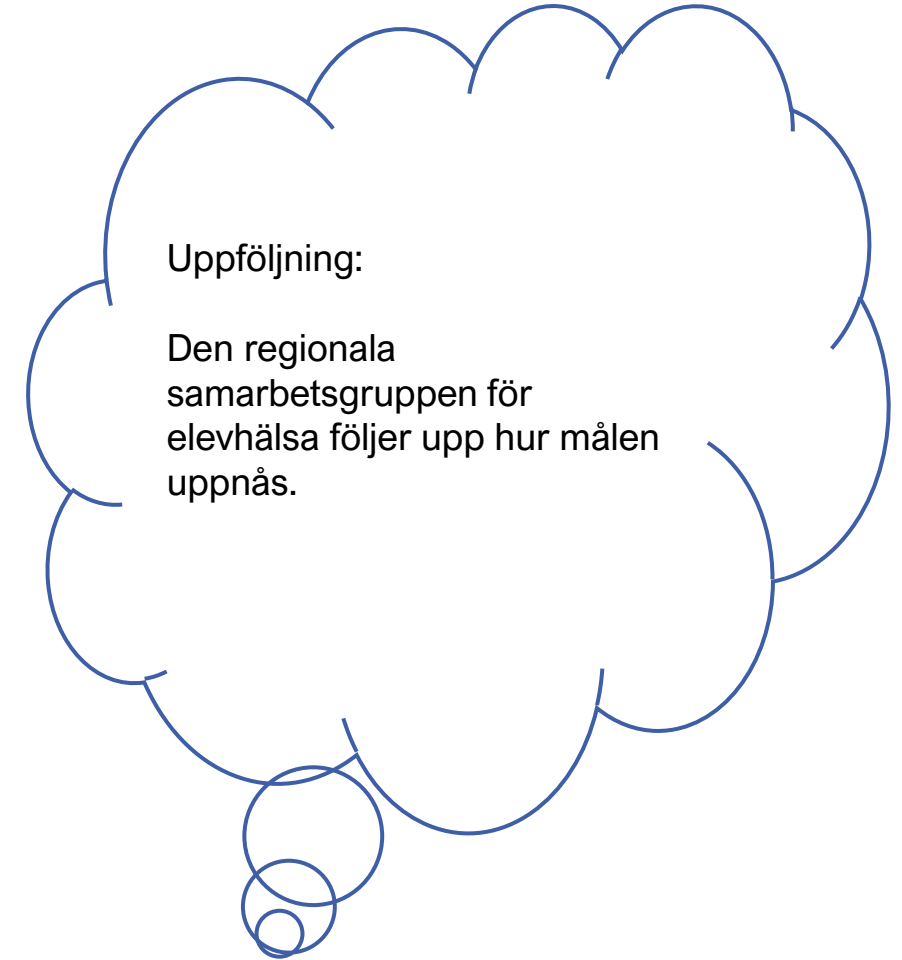 Uppföljning:
Den regionala
samarbetsgruppen för
elevhälsa följer upp hur målen
uppnås.